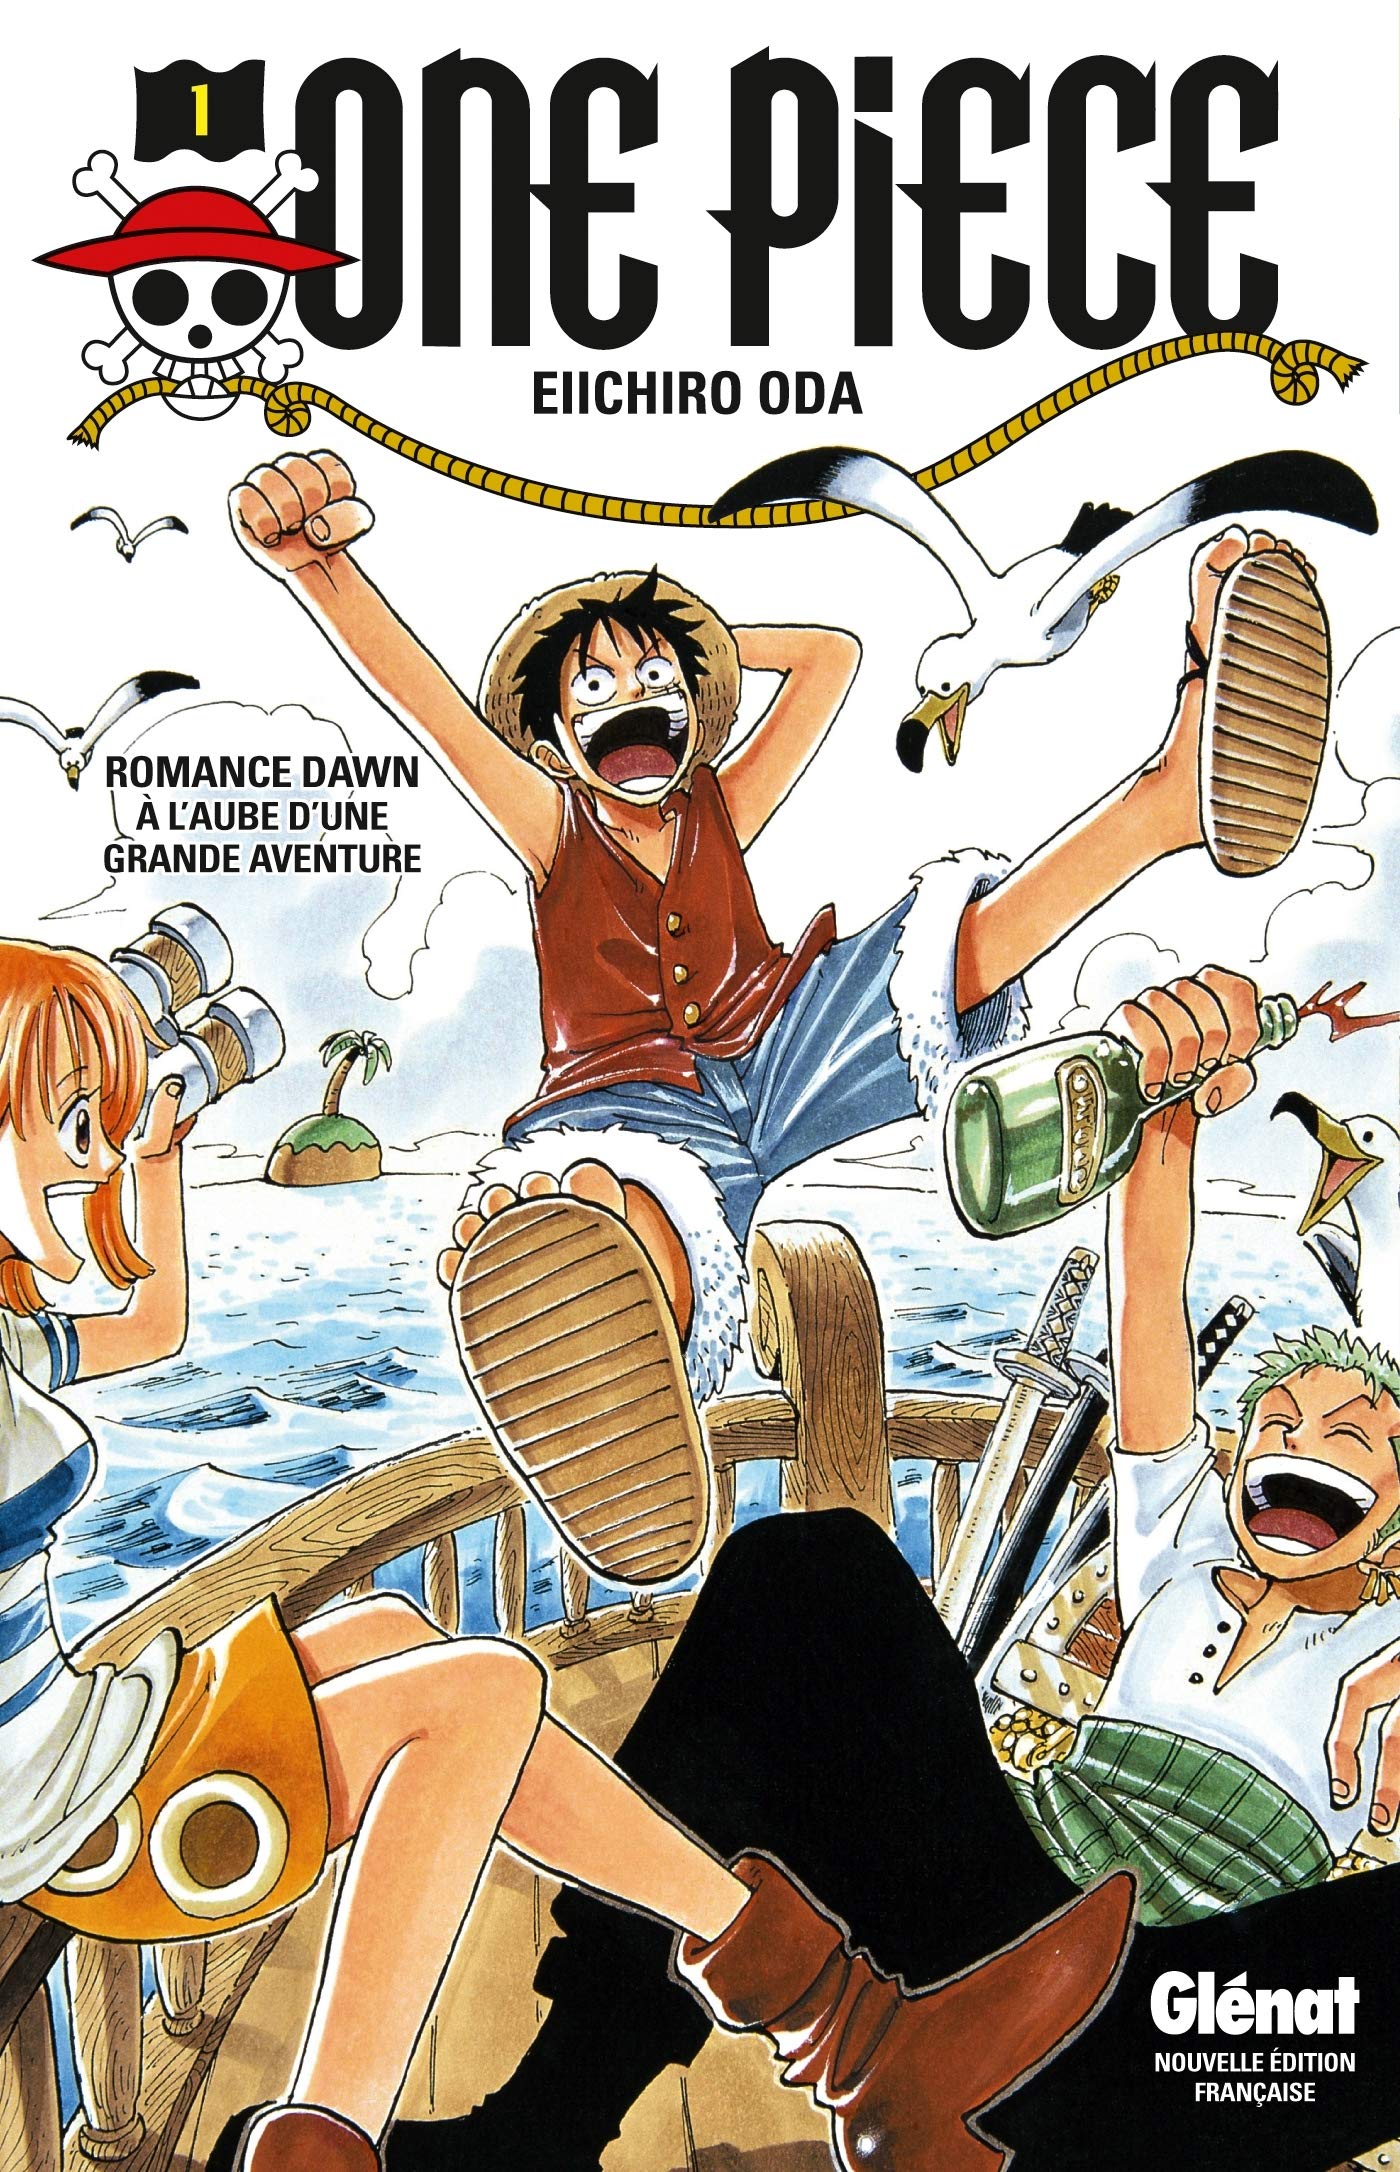 1
ONE PIECE
EIICHIRO ODA
ROMANCE DAWN
À L'AUBE D'UNE
GRANDE AVENTURE
Glénat
NOUVELLE ÉDITION
FRANÇAISE